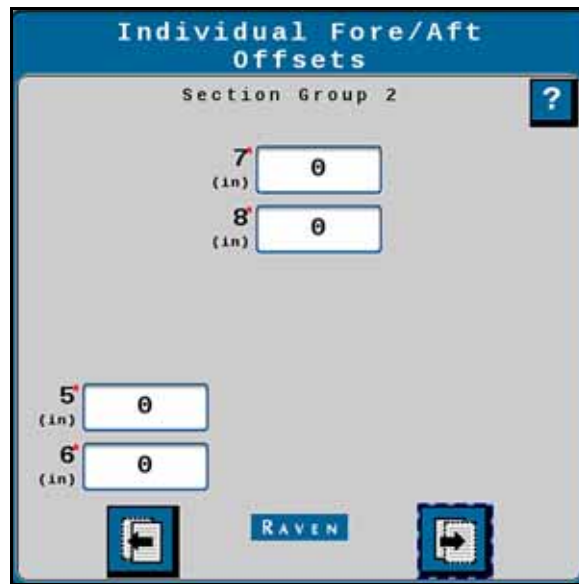 Individual Fore/Aft
Offsets
Section Group 2
?
7*
(in)
0
8*
(in)
0
5*
(in)
0
6*
(in)
0
RAVEN